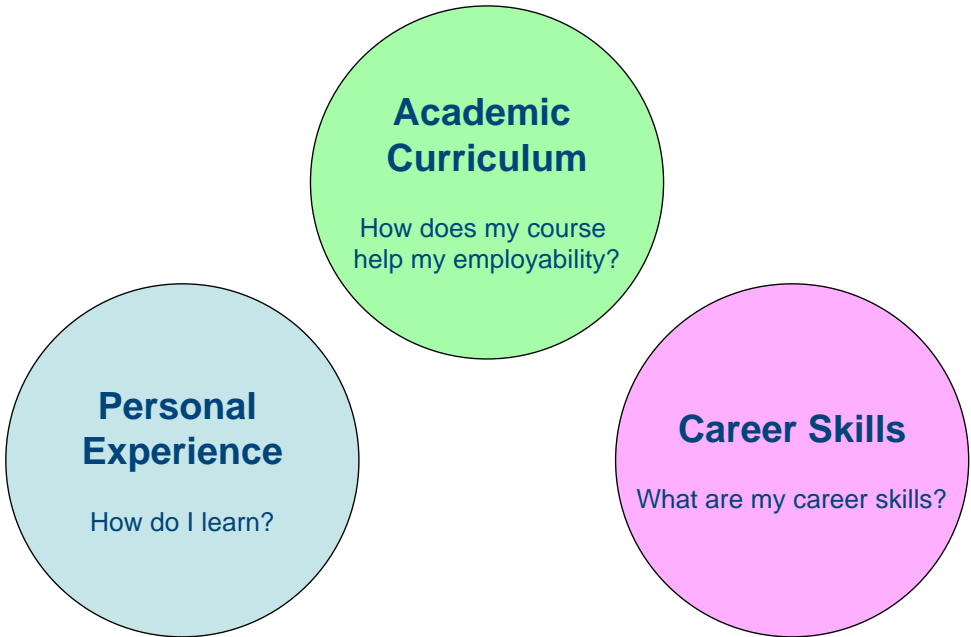 Academic
Curriculum
How does my course
help my employability?
Personal
Experience
How do I learn?
Career Skills
What are my career skills?